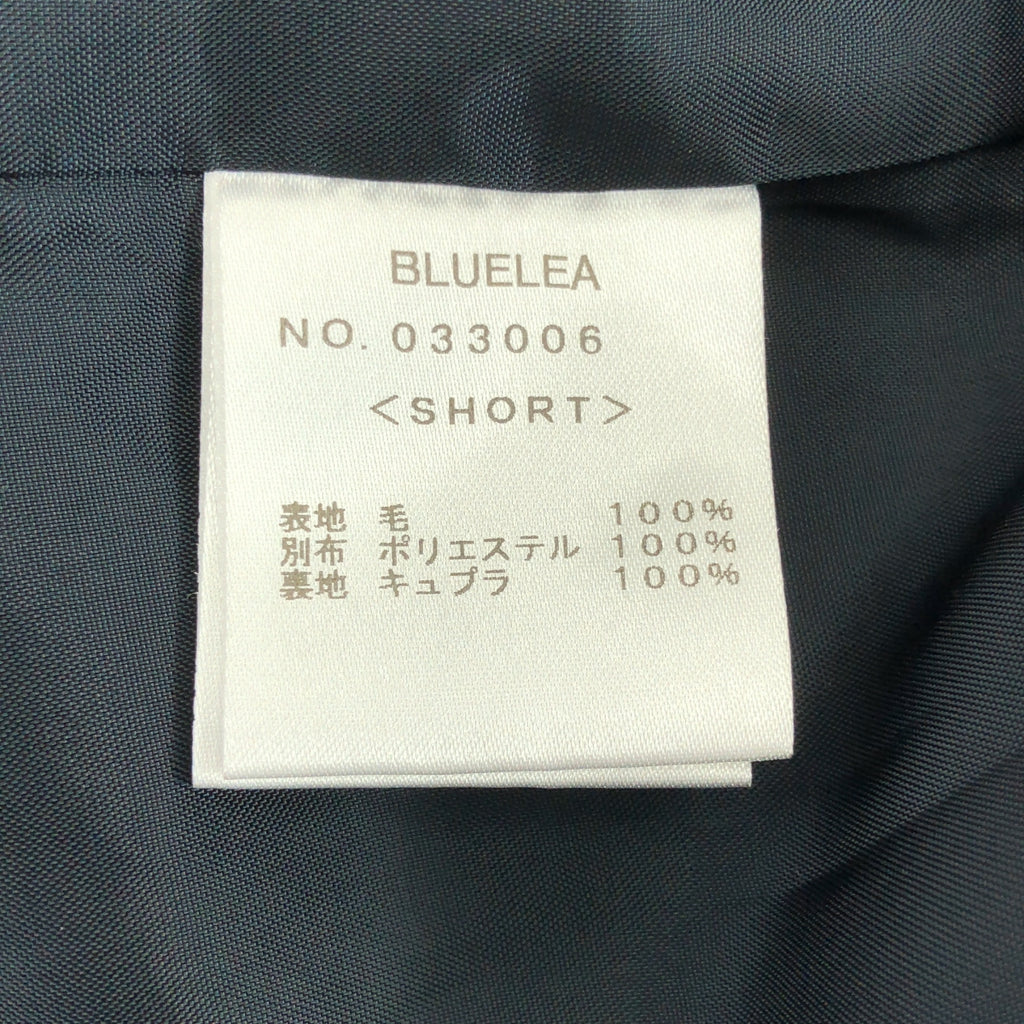 BLUELEA
NO. 033006
<SHORT>
表地 毛 100%
別布 ポリエステル 100%
裏地 キュプラ 100%